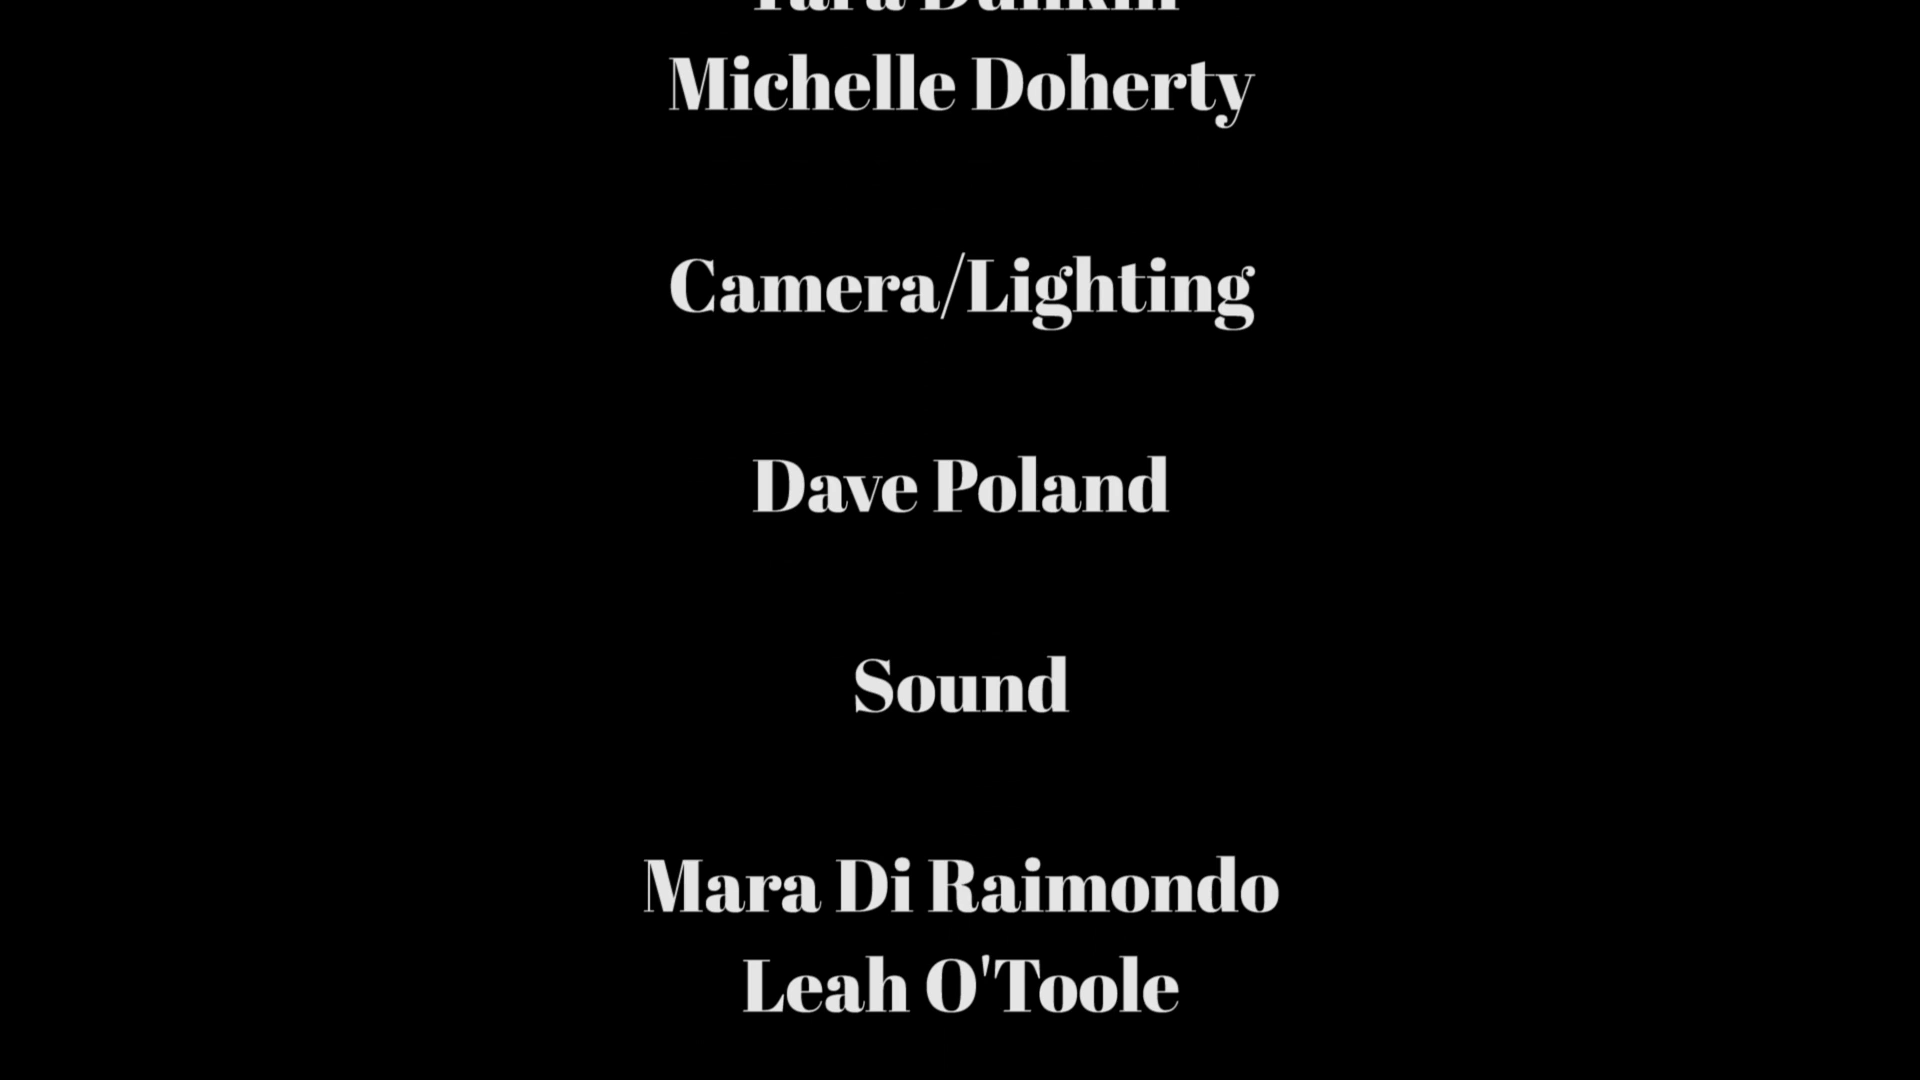 Michelle Doherty
Camera/Lighting
Dave Poland
Sound
Mara Di Raimondo
Leah O'Toole